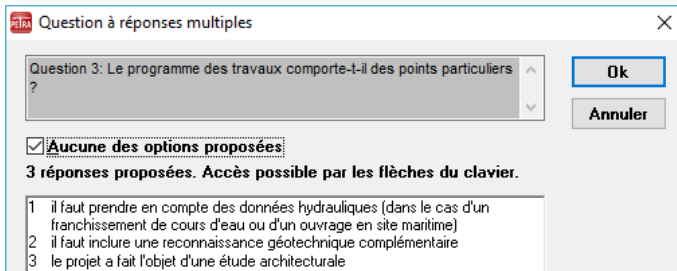 PETRA Question à réponses multiples
Question 3: Le programme des travaux comporte-t-il des points particuliers
?
Ok
Annuler
Aucune des options proposées
3 réponses proposées. Accès possible par les flèches du clavier.
1 il faut prendre en compte des données hydrauliques (dans le cas d'un
franchissement de cours d'eau ou d'un ouvrage en site maritime)
2 il faut inclure une reconnaissance géotechnique complémentaire
3 le projet a fait l'objet d'une étude architecturale